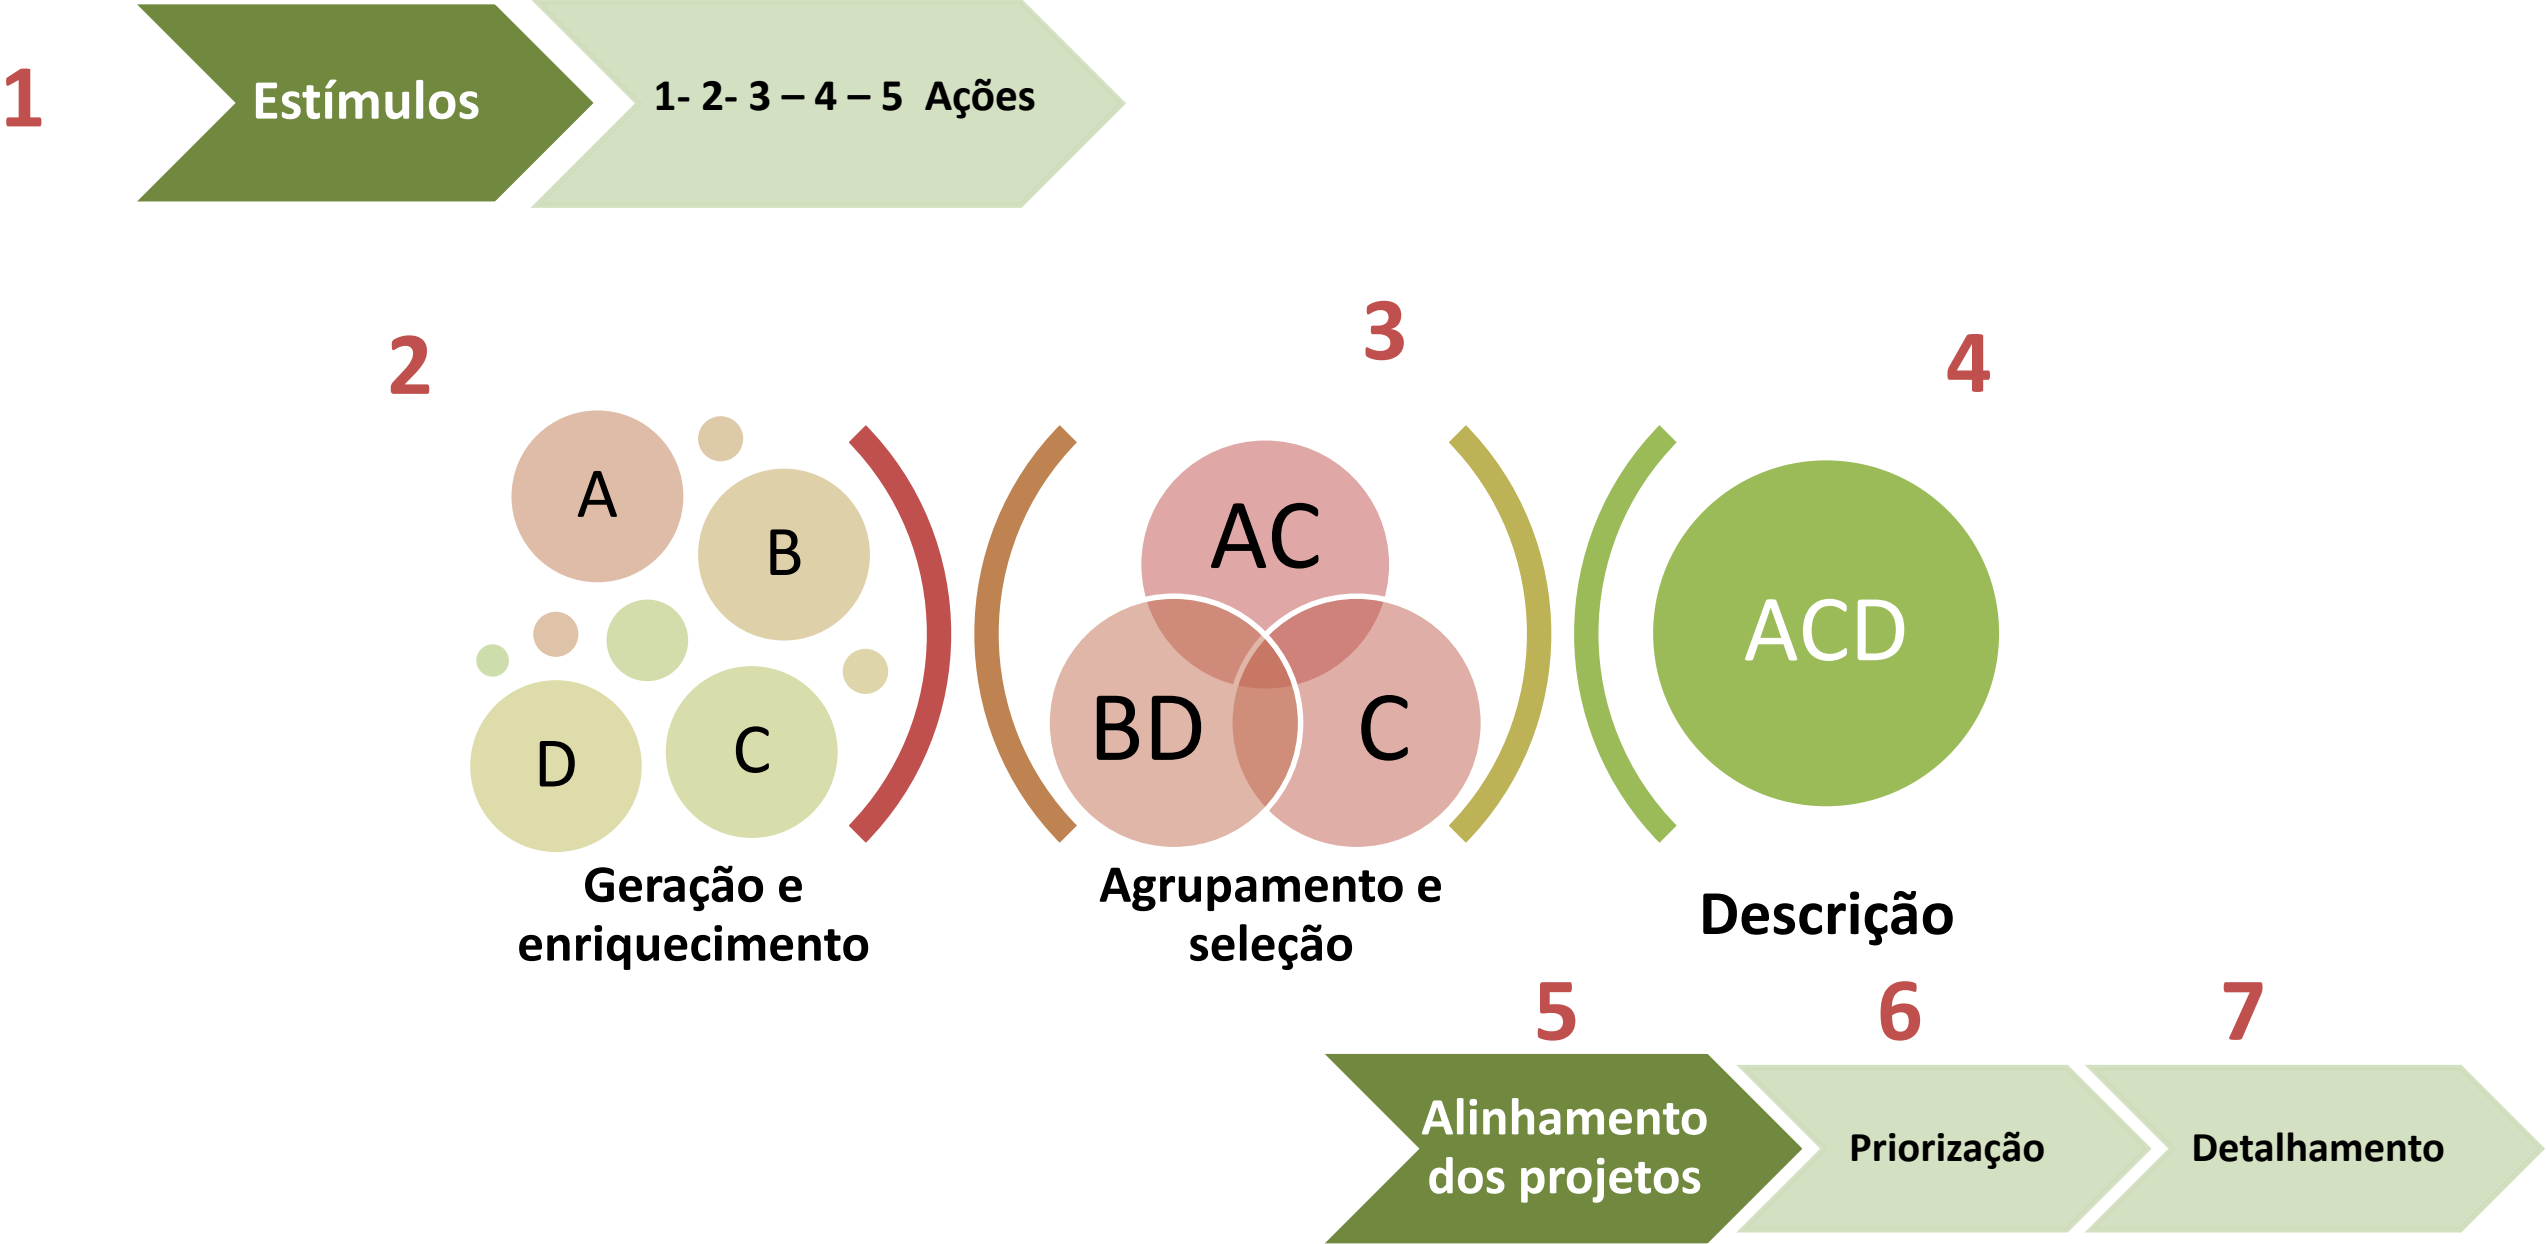 1
Estímulos
1- 2- 3 – 4 – 5 Ações
2
3
4
A
B
D
C
AC
BD
C
ACD
Geração e
enriquecimento
Agrupamento e
seleção
Descrição
5
6
7
Alinhamento
dos projetos
Priorização
Detalhamento